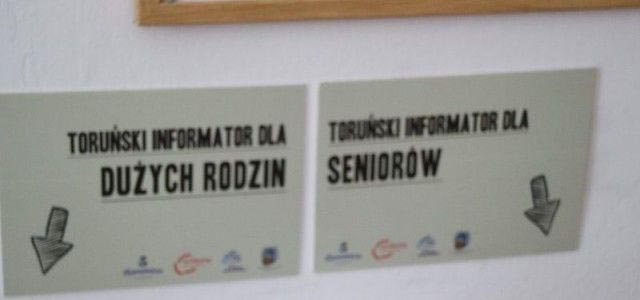 TORUŃSKI INFORMATOR DLA
DUŻYCH RODZIN
TORUŃSKI INFORMATOR DLA
SENIORÓW